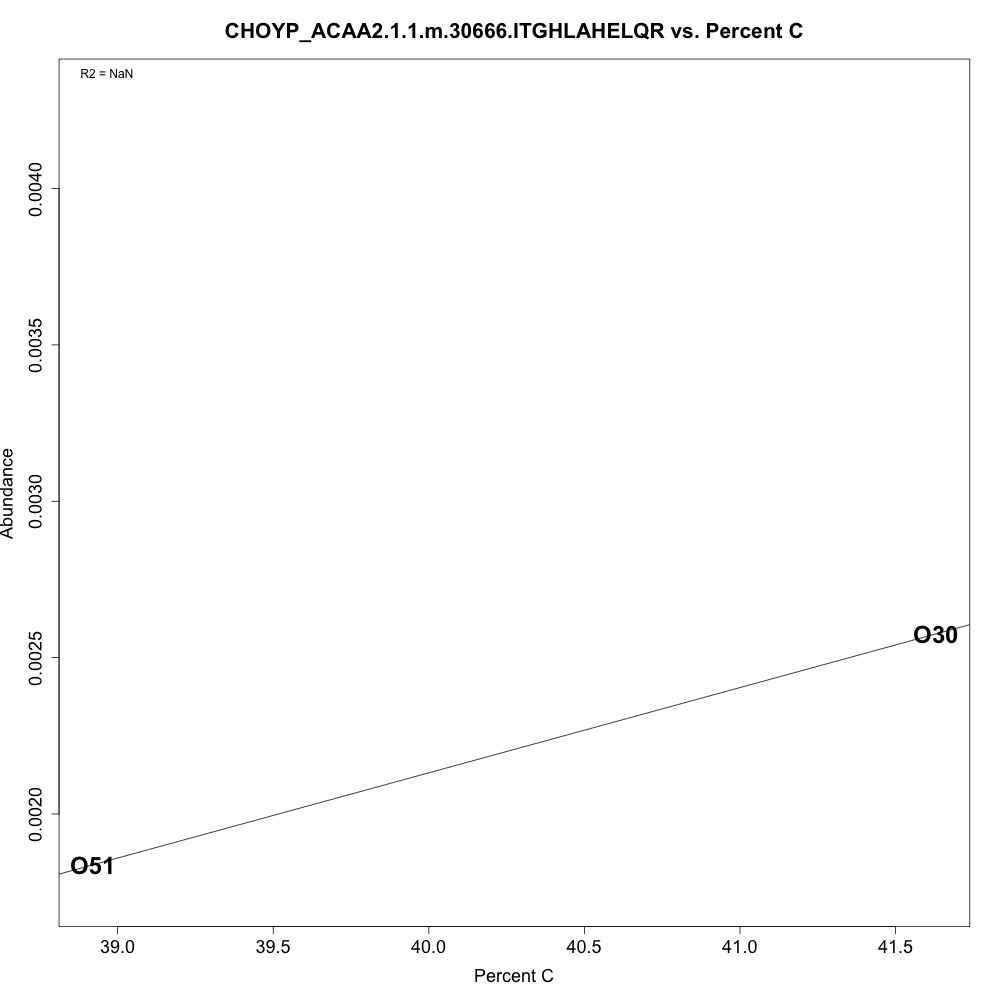 CHOYP_ACAA2.1.1.m.30666.ITGHLAHELQR vs. Percent C
R2 = NaN
0.0040
0.0035
0.0030
0.0025
0.0020
Abundance
O30
O51
39.0 39.5 40.0 40.5 41.0 41.5
Percent C